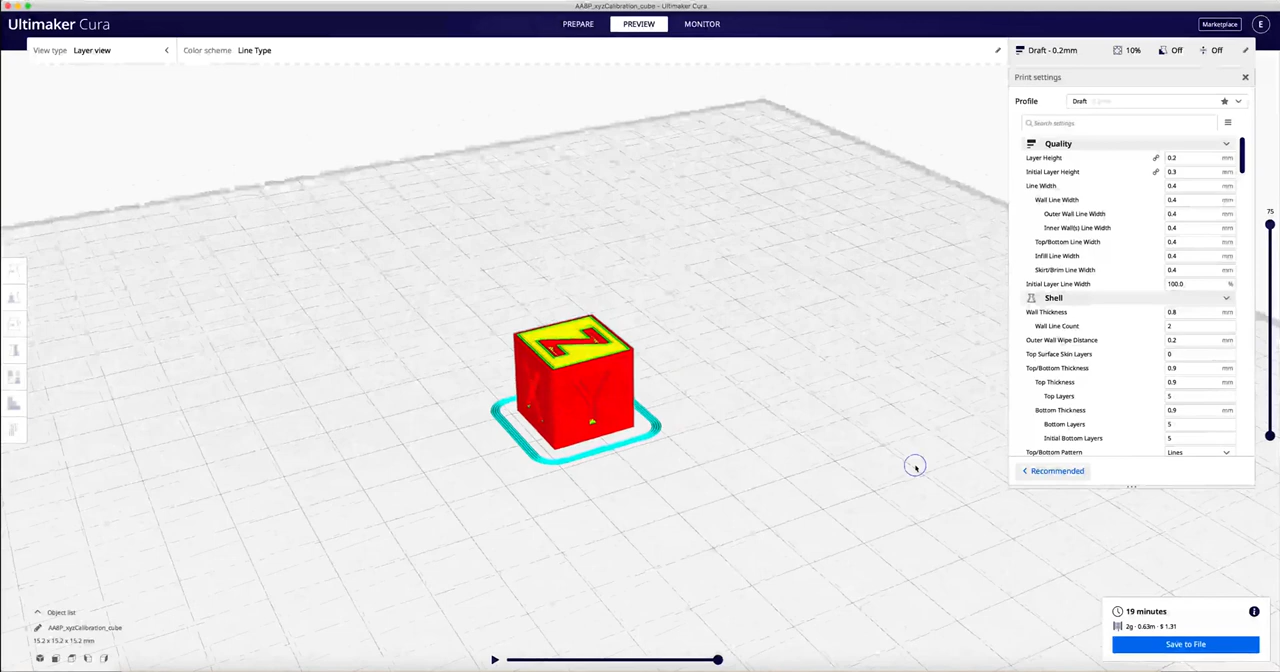 AA8P_xyzCalibration_cube - Ultimaker Cura
Ultimaker Cura
PREPARE PREVIEW MONITOR
Marketplace E
View type Layer view Color scheme Line Type
Draft - 0.2mm 10% Off Off
Print settings
Profile Draft 0.2mm
Search settings
Quality
Layer Height 0.2 mm
Initial Layer Height 0.3 mm
Line Width 0.4 mm
Wall Line Width 0.4 mm
Outer Wall Line Width 0.4 mm
Inner Wall(s) Line Width 0.4 mm
Top/Bottom Line Width 0.4 mm
Infill Line Width 0.4 mm
Skirt/Brim Line Width 0.4 mm
Initial Layer Line Width 100.0 %
Shell
Wall Thickness 0.8 mm
Wall Line Count 2
Outer Wall Wipe Distance 0.2 mm
Top Surface Skin Layers 0
Top/Bottom Thickness 0.9 mm
Top Thickness 0.9 mm
Top Layers 5
Bottom Thickness 0.9 mm
Bottom Layers 5
Initial Bottom Layers 5
Top/Bottom Pattern Lines
Recommended
75
Z
X Y
Object list
AA8P_xyzCalibration_cube
15.2 x 15.2 x 15.2 mm
19 minutes
2g · 0.63m · $ 1.31
Save to File